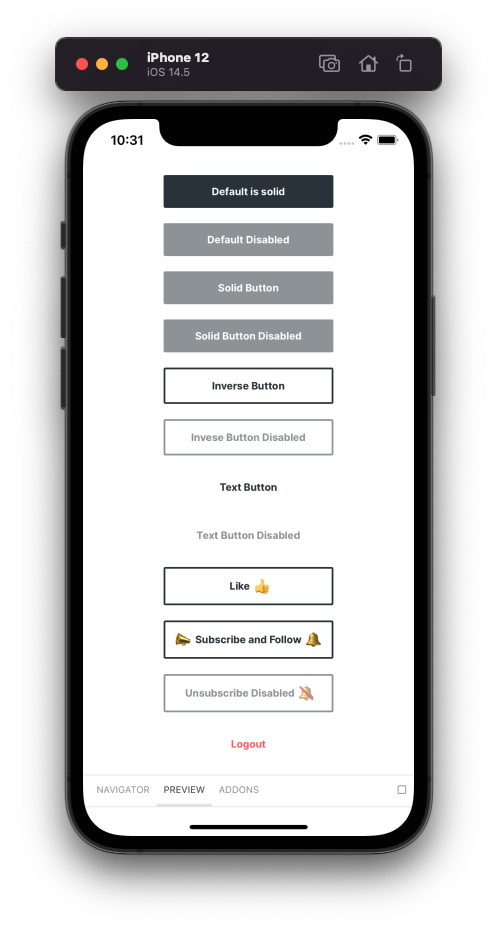 iPhone 12
iOS 14.5
10:31
Default is solid
Default Disabled
Solid Button
Solid Button Disabled
Inverse Button
Invese Button Disabled
Text Button
Text Button Disabled
Like 👍
📣 Subscribe and Follow 🔔
Unsubscribe Disabled 🔕
Logout
NAVIGATOR PREVIEW ADDONS